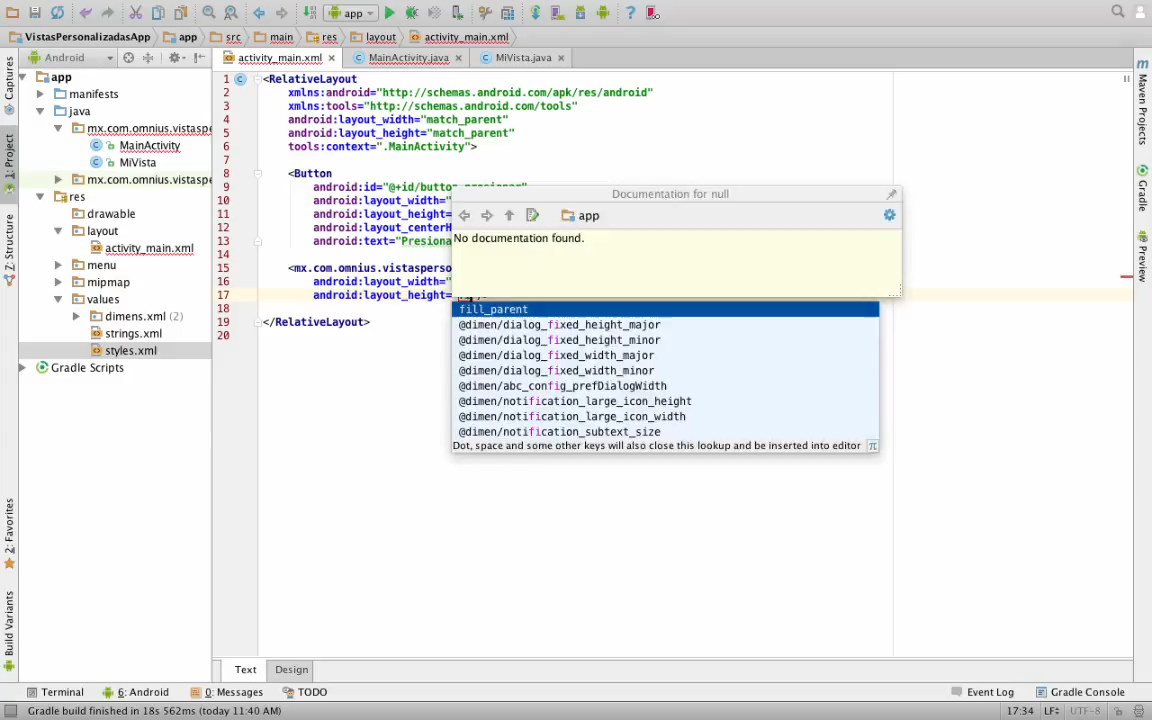 app
VistasPersonalizadasApp
app
src
main
res
layout
activity_main.xml
Android
activity_main.xml
MainActivity.java
MiVista.java
Captures
1: Project
Z: Structure
2: Favorites
Build Variants
Maven Projects
Gradle
Preview
app
manifests
java
mx.com.omnius.vistaspe
MainActivity
MiVista
mx.com.omnius.vistaspe
res
drawable
layout
activity_main.xml
menu
mipmap
values
dimens.xml (2)
strings.xml
styles.xml
Gradle Scripts
1 <RelativeLayout
2 xmlns:android="http://schemas.android.com/apk/res/android"
3 xmlns:tools="http://schemas.android.com/tools"
4 android:layout_width="match_parent"
5 android:layout_height="match_parent"
6 tools:context=".MainActivity">
7
8 <Button
9 android:id="@+id/button_presionar"
10 android:layout_width="
11 android:layout_height=
12 android:layout_centerH
13 android:text="Presiona
14
15 <mx.com.omnius.vistasperso
16 android:layout_width="
17 android:layout_height=
18
19 </RelativeLayout>
20
Documentation for null
app
No documentation found.
fill_parent
@dimen/dialog_fixed_height_major
@dimen/dialog_fixed_height_minor
@dimen/dialog_fixed_width_major
@dimen/dialog_fixed_width_minor
@dimen/abc_config_prefDialogWidth
@dimen/notification_large_icon_height
@dimen/notification_large_icon_width
@dimen/notification_subtext_size
Dot, space and some other keys will also close this lookup and be inserted into editor
π
Text
Design
Terminal
6: Android
0: Messages
TODO
Event Log
Gradle Console
Gradle build finished in 18s 562ms (today 11:40 AM)
17:34
LF÷
UTF-8